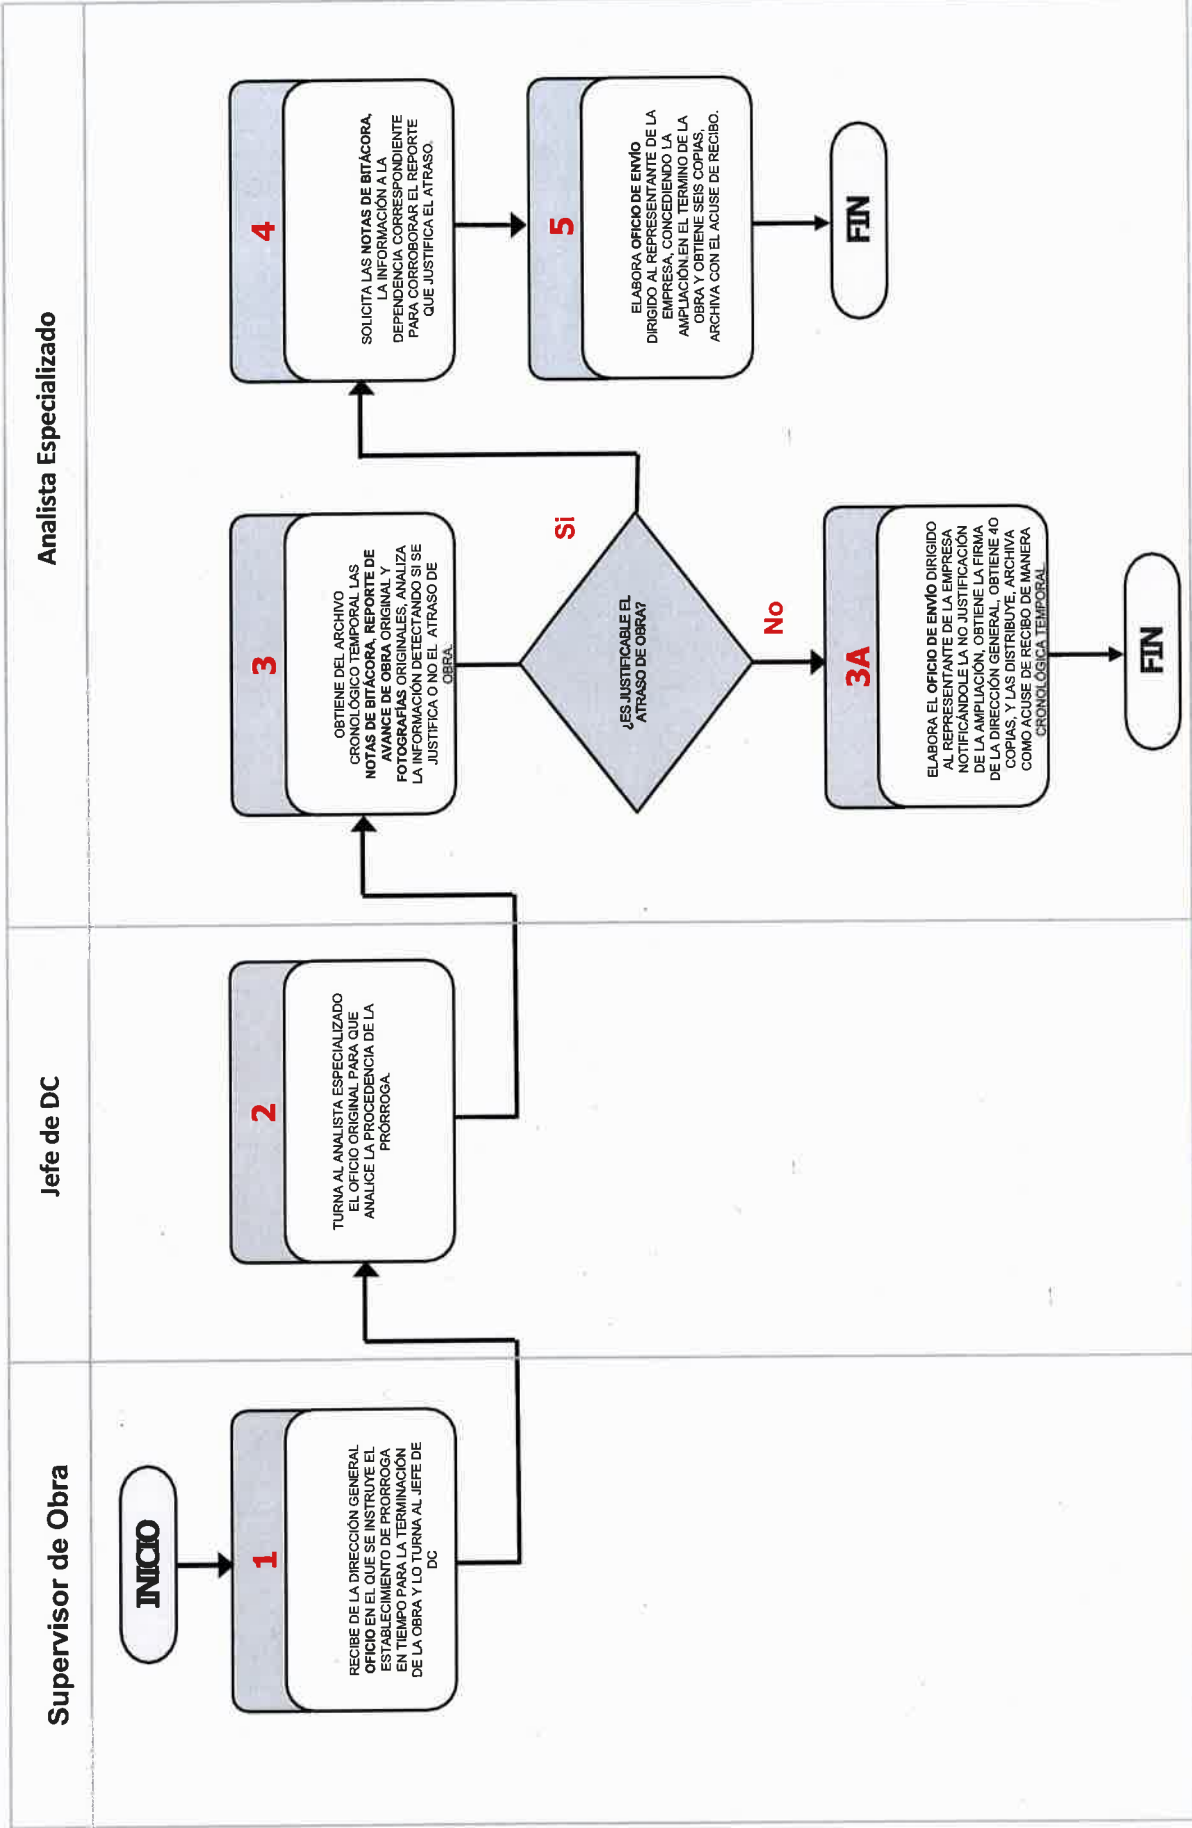 Supervisor de Obra
Jefe de DC
Analista Especializado
INICIO
1
RECIBE DE LA DIRECCIÓN GENERAL
OFICIO EN EL QUE SE INSTRUYE EL
ESTABLECIMIENTO DE PRORROGA
EN TIEMPO PARA LA TERMINACIÓN
DE LA OBRA Y LO TURNA AL JEFE DE
DC
2
TURNA AL ANALISTA ESPECIALIZADO
EL OFICIO ORIGINAL PARA QUE
ANALICE LA PROCEDENCIA DE LA
PRÓRROGA.
3
OBTIENE DEL ARCHIVO
CRONOLÓGICO TEMPORAL LAS
NOTAS DE BITÁCORA, REPORTE DE
AVANCE DE OBRA ORIGINAL Y
FOTOGRAFÍAS ORIGINALES, ANALIZA
LA INFORMACIÓN DETECTANDO SI SE
JUSTIFICA O NO EL ATRASO DE
OBRA.
¿ES JUSTIFICABLE EL
ATRASO DE OBRA?
Si
No
3A
ELABORA EL OFICIO DE ENVÍO DIRIGIDO
AL REPRESENTANTE DE LA EMPRESA
NOTIFICÁNDOLE LA NO JUSTIFICACIÓN
DE LA AMPLIACIÓN, OBTIENE LA FIRMA
DE LA DIRECCIÓN GENERAL, OBTIENE 4O
COPIAS, Y LAS DISTRIBUYE, ARCHIVA
COMO ACUSE DE RECIBO DE MANERA
CRONOLÓGICA TEMPORAL.
FIN
4
SOLICITA LAS NOTAS DE BITÁCORA,
LA INFORMACIÓN A LA
DEPENDENCIA CORRESPONDIENTE
PARA CORROBORAR EL REPORTE
QUE JUSTIFICA EL ATRASO.
5
ELABORA OFICIO DE ENVÍO
DIRIGIDO AL REPRESENTANTE DE LA
EMPRESA, CONCEDIENDO LA
AMPLIACIÓN.EN EL TERMINO DE LA
OBRA Y OBTIENE SEIS COPIAS,
ARCHIVA CON EL ACUSE DE RECIBO.
FIN